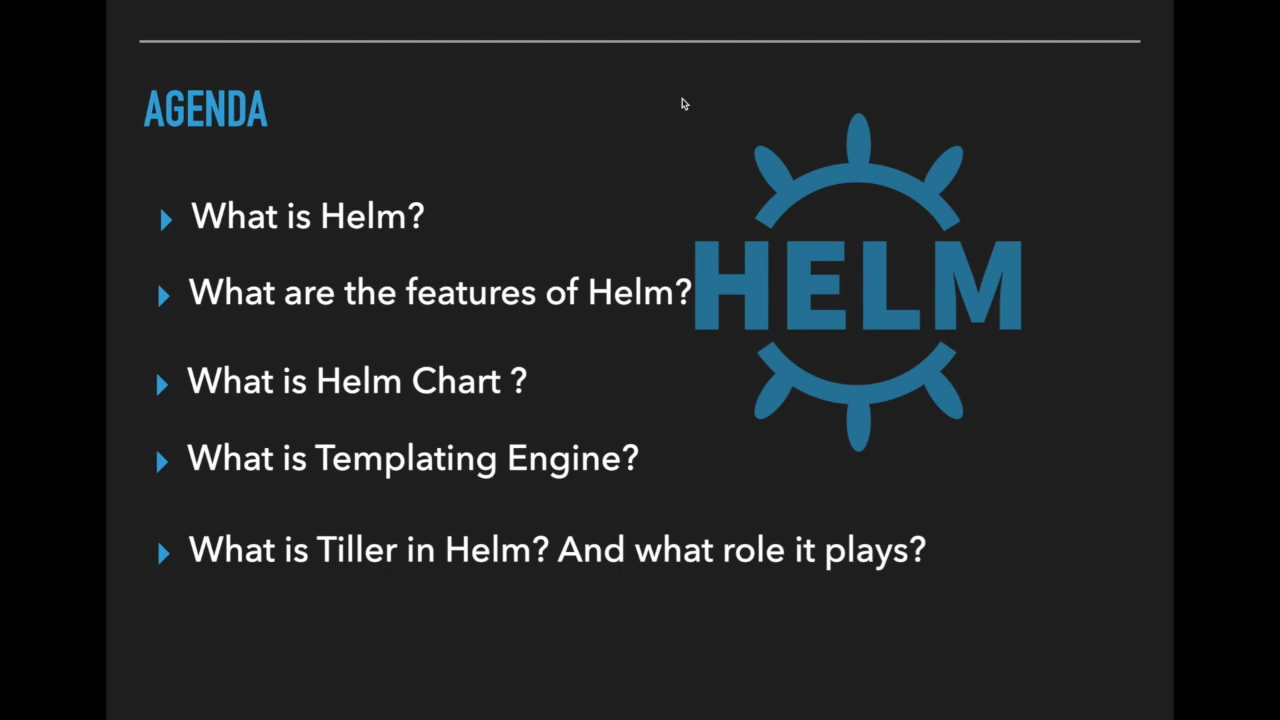 AGENDA
What is Helm?
What are the features of Helm?
HELM
What is Helm Chart ?
What is Templating Engine?
What is Tiller in Helm? And what role it plays?